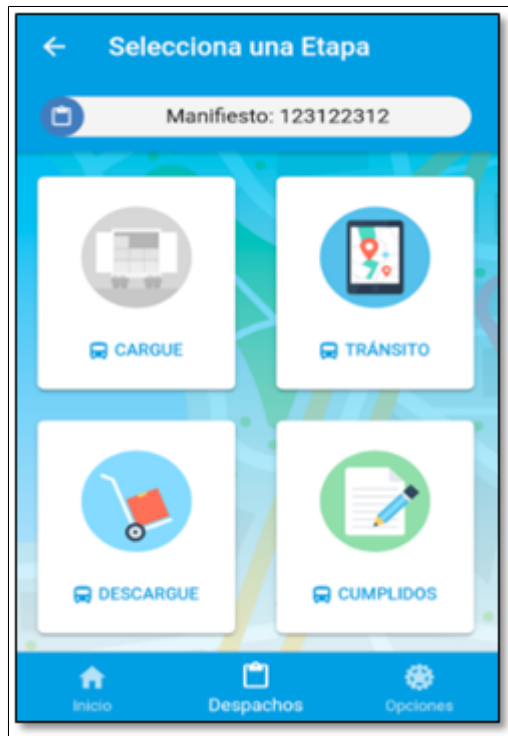 Selecciona una Etapa
Manifiesto: 123122312
CARGUE
TRÁNSITO
DESCARGUE
CUMPLIDOS
Inicio
Despachos
Opciones